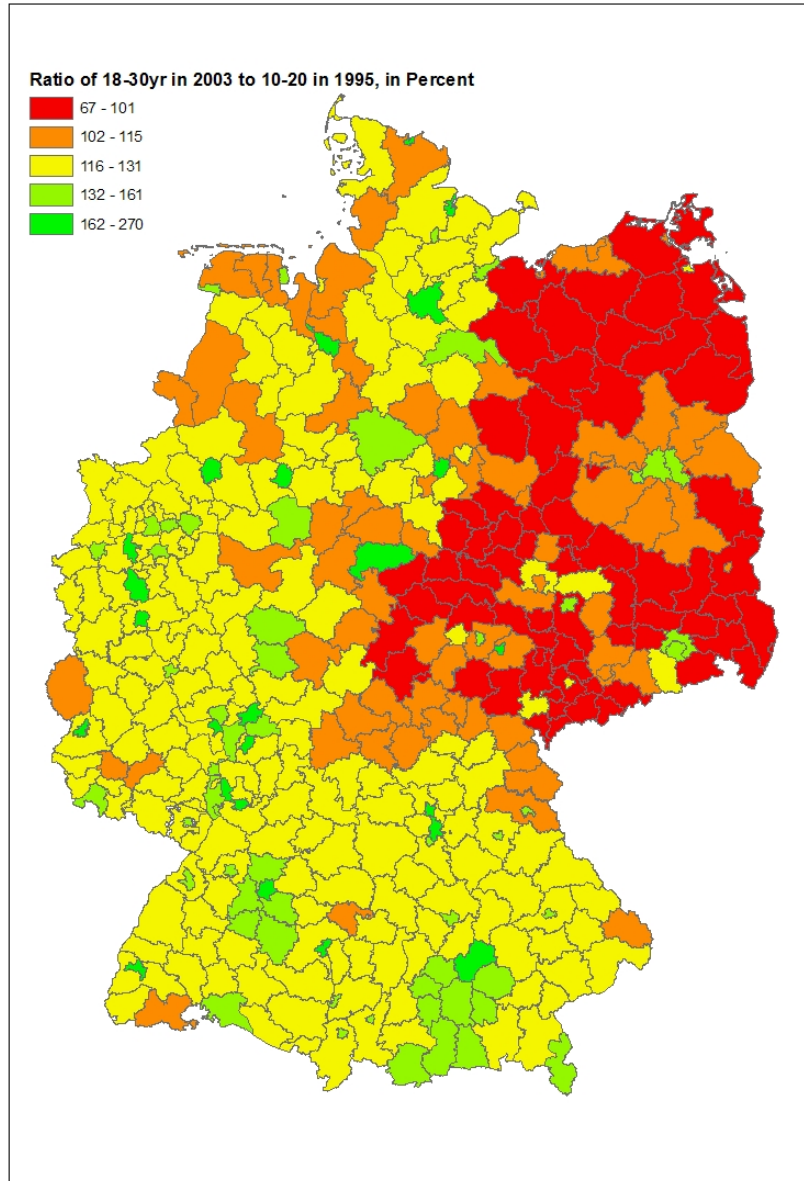 Ratio of 18-30yr in 2003 to 10-20 in 1995, in Percent
67 - 101
102 - 115
116 - 131
132 - 161
162 - 270